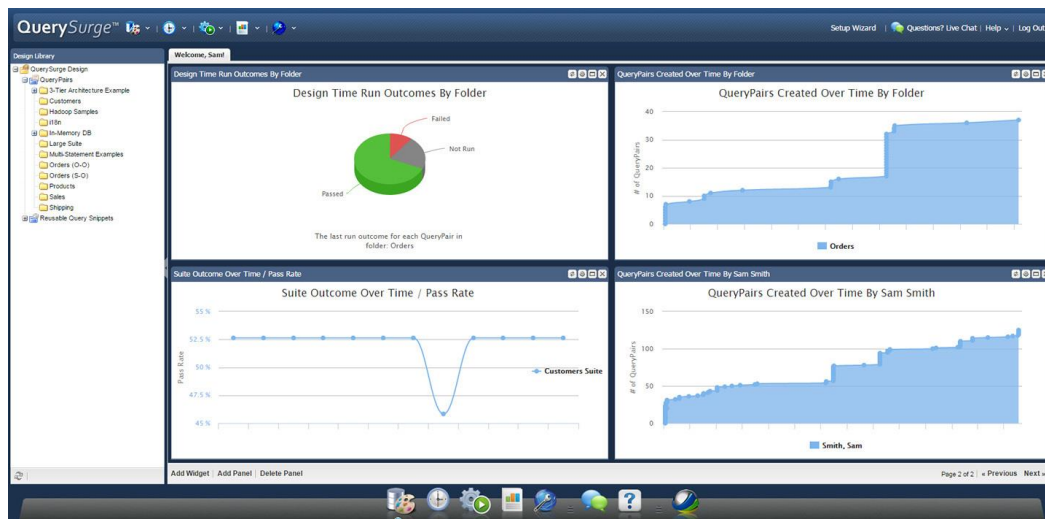 QuerySurge™
Setup Wizard | Questions? Live Chat | Help | Log Out
Design Library
QuerySurge Design
QueryPairs
3-Tier Architecture Example
Customers
Hadoop Samples
i18n
In-Memory DB
Large Suite
Multi-Statement Examples
Orders (O-O)
Orders (S-O)
Products
Sales
Shipping
Reusable Query Snippets
Welcome, Sam!
Design Time Run Outcomes By Folder
Design Time Run Outcomes By Folder
Failed
Not Run
Passed
The last run outcome for each QueryPair in
folder: Orders
QueryPairs Created Over Time By Folder
QueryPairs Created Over Time By Folder
# of QueryPairs
40
30
20
10
0
Orders
Suite Outcome Over Time / Pass Rate
Suite Outcome Over Time / Pass Rate
Pass Rate
55 %
52.5 %
50 %
47.5 %
45 %
Customers Suite
QueryPairs Created Over Time By Sam Smith
QueryPairs Created Over Time By Sam Smith
# of QueryPairs
150
100
50
0
Smith, Sam
Add Widget | Add Panel | Delete Panel
Page 2 of 2 | « Previous Next »